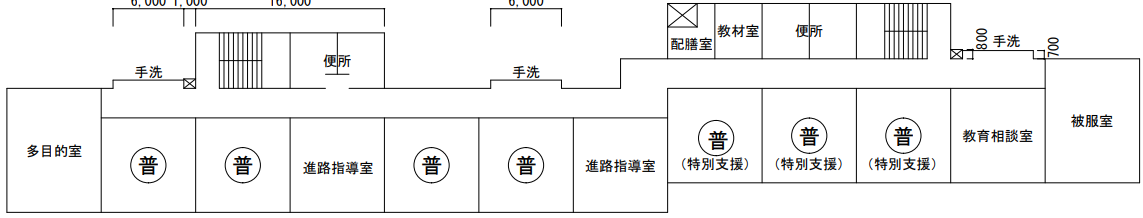 6,000 1,000 16,000 6,000
配膳室 教材室 便所 800 手洗 700
手洗 便所 手洗
多目的室 普 普 進路指導室 普 普 進路指導室 普 普 普 教育相談室 被服室
(特別支援) (特別支援) (特別支援)